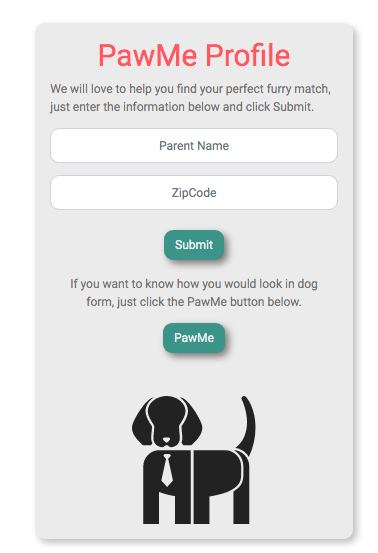 PawMe Profile
We will love to help you find your perfect furry match,
just enter the information below and click Submit.
Parent Name
ZipCode
Submit
If you want to know how you would look in dog
form, just click the PawMe button below.
PawMe